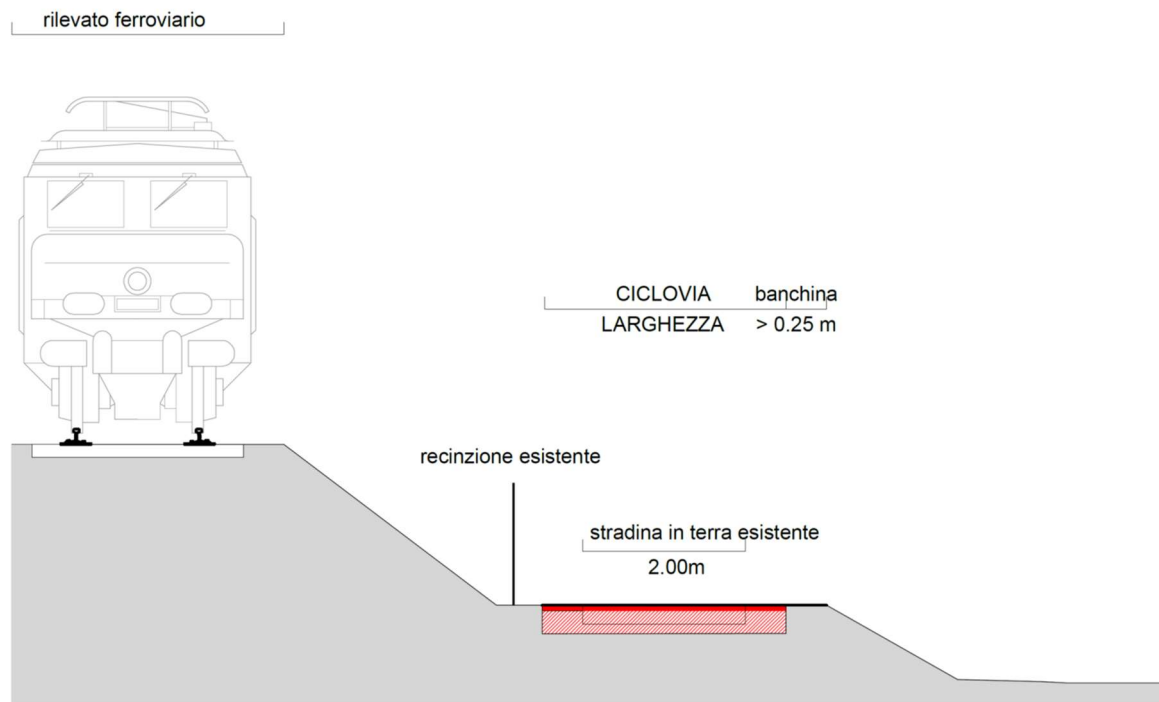 rilevato ferroviario
CICLOVIA banchina
LARGHEZZA > 0.25 m
recinzione esistente
stradina in terra esistente
2.00m